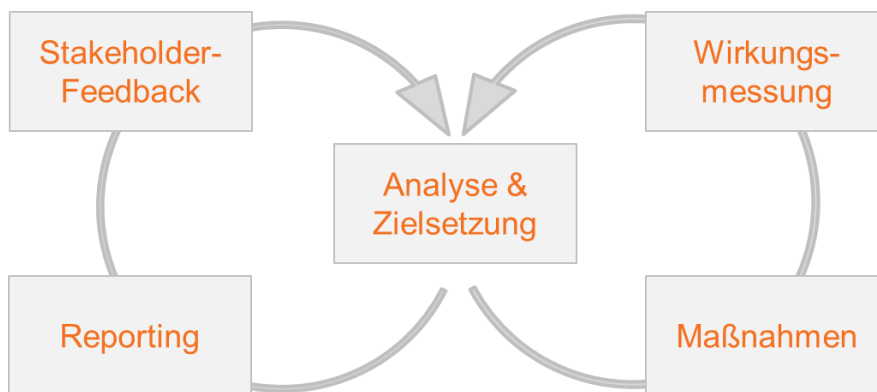 Stakeholder-
Feedback
Wirkungs-
messung
Analyse &
Zielsetzung
Reporting
Maßnahmen